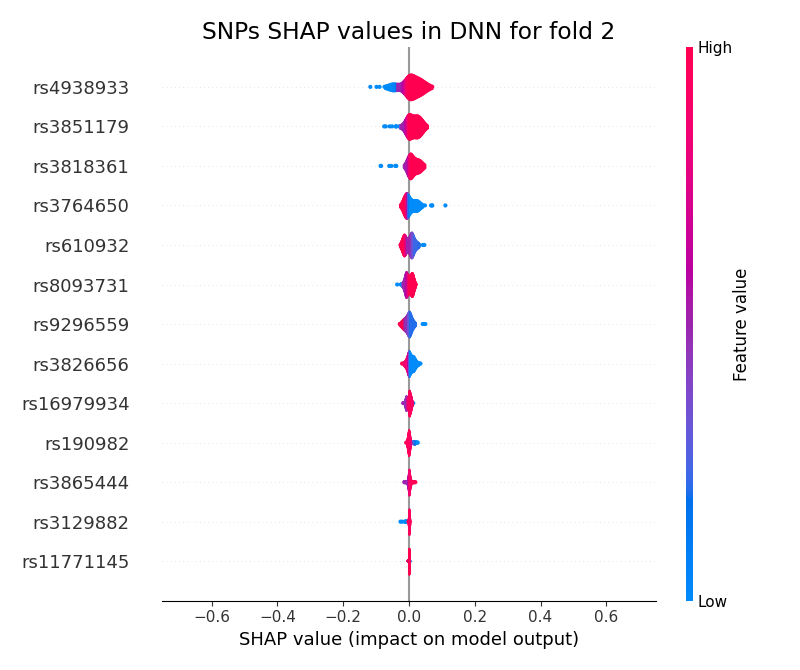 SNPs SHAP values in DNN for fold 2
High
rs4938933
rs3851179
rs3818361
rs3764650
rs610932
rs8093731
rs9296559
rs3826656
rs16979934
rs190982
rs3865444
rs3129882
rs11771145
Feature value
Low
−0.6 −0.4 −0.2 0.0 0.2 0.4 0.6
SHAP value (impact on model output)